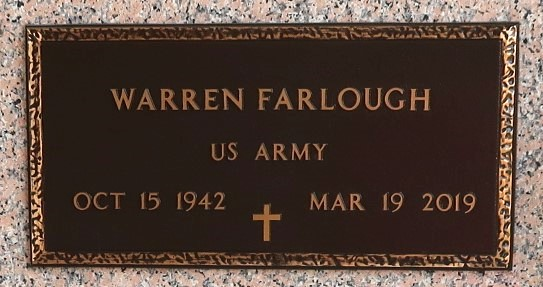 WARREN FARLOUGH
US ARMY
OCT 15 1942 MAR 19 2019